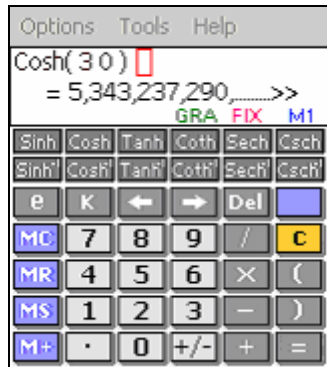 Options Tools Help
Cosh( 3 0 )
= 5,343,237,290,......>>
GRA FIX M1
Sinh Cosh Tanh Coth Sech Csch
Sinh' Cosh' Tanh' Coth' Sech' Csch'
e K ← → Del
MC 7 8 9 / C
MR 4 5 6 × (
MS 1 2 3 − )
M+ · 0 +/- + =